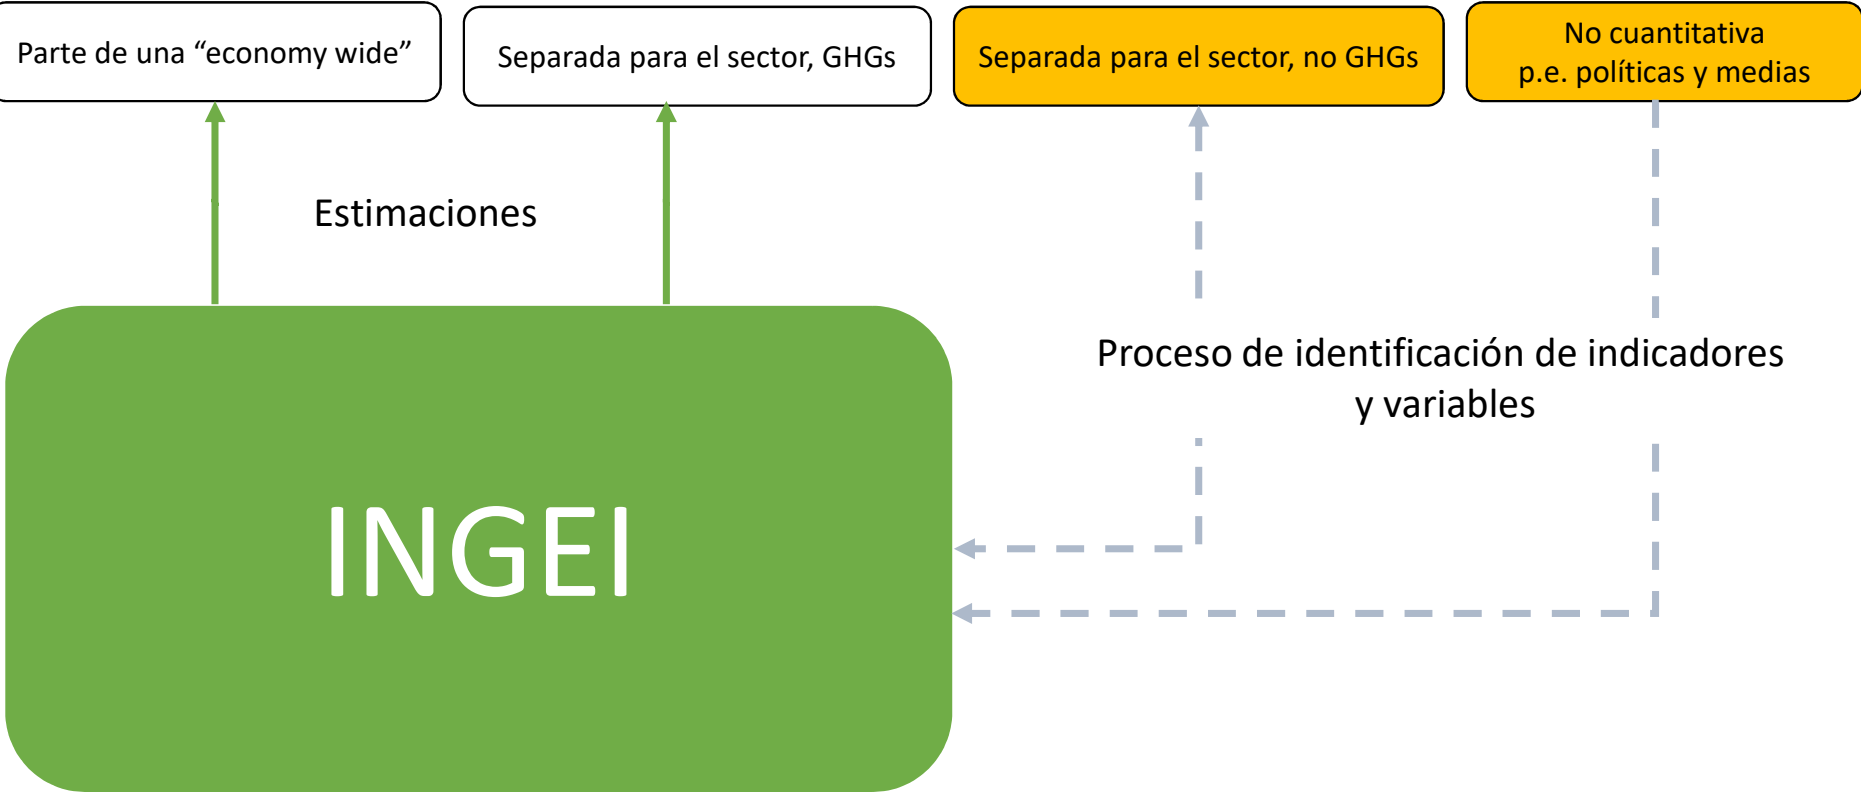 Parte de una “economy wide”
Separada para el sector, GHGs
Separada para el sector, no GHGs
No cuantitativa
p.e. políticas y medias
Estimaciones
Proceso de identificación de indicadores
y variables
INGEI